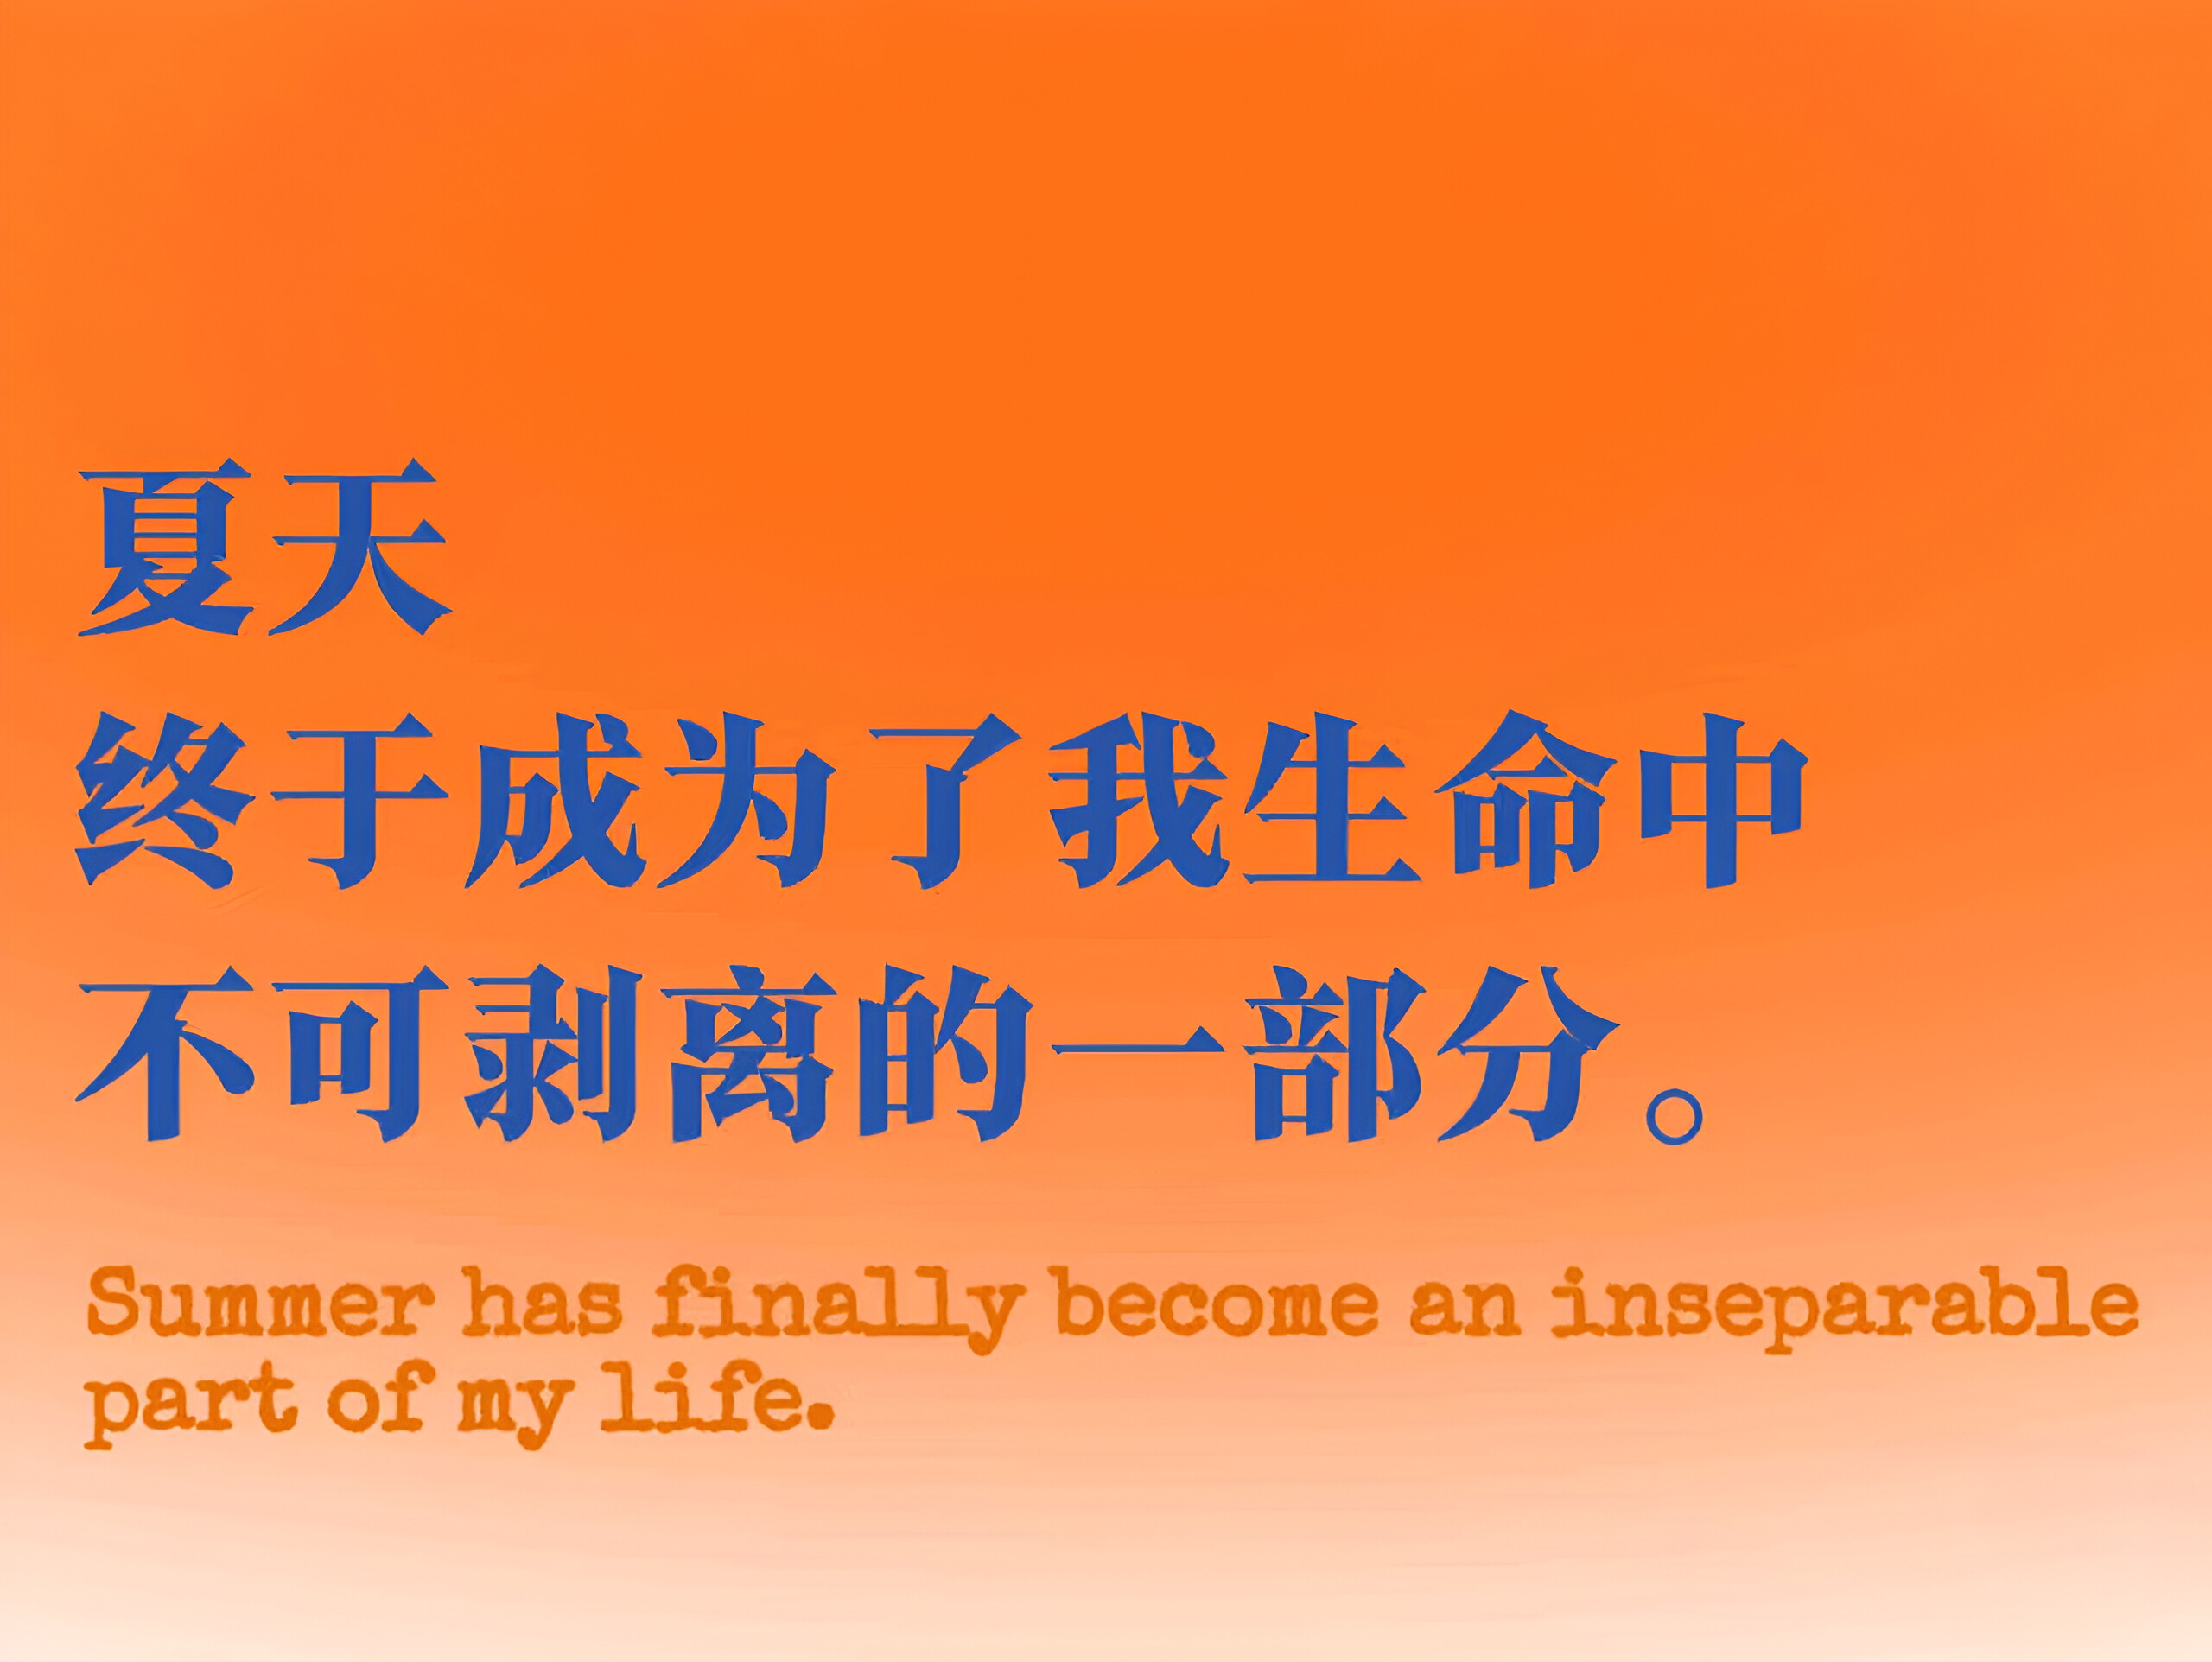 夏天
终于成为了我生命中
不可剥离的一部分。
Summer has finally become an inseparable
part of my life.